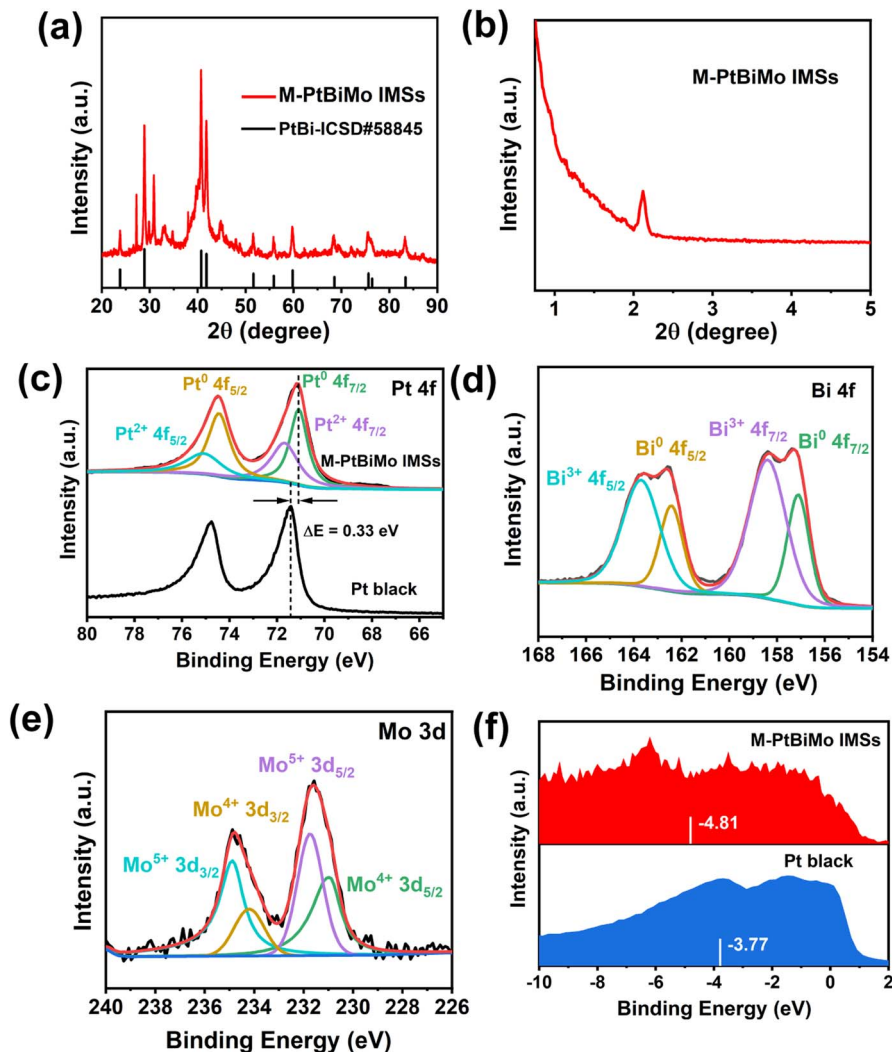 (a)
Intensity (a.u.)
M-PtBiMo IMSs
PtBi-ICSD#58845
20 30 40 50 60 70 80 90
2θ (degree)
(b)
Intensity (a.u.)
M-PtBiMo IMSs
1 2 3 4 5
2θ (degree)
(c)
Intensity (a.u.)
Pt 4f
Pt⁰ 4f₅/₂
Pt⁰ 4f₇/₂
Pt²⁺ 4f₅/₂
Pt²⁺ 4f₇/₂
M-PtBiMo IMSs
ΔE = 0.33 eV
Pt black
80 76 74 72 70 68 66
Binding Energy (eV)
(d)
Intensity (a.u.)
Bi 4f
Bi³⁺ 4f₅/₂
Bi⁰ 4f₅/₂
Bi³⁺ 4f₇/₂
Bi⁰ 4f₇/₂
168 166 164 162 160 158 156 154
Binding Energy (eV)
(e)
Intensity (a.u.)
Mo 3d
Mo⁵⁺ 3d₅/₂
Mo⁴⁺ 3d₃/₂
Mo⁵⁺ 3d₃/₂
Mo⁴⁺ 3d₅/₂
240 238 236 234 232 230 228 226
Binding Energy (eV)
(f)
Intensity (a.u.)
M-PtBiMo IMSs
-4.81
Pt black
-3.77
-10 -8 -6 -4 -2 0 2
Binding Energy (eV)